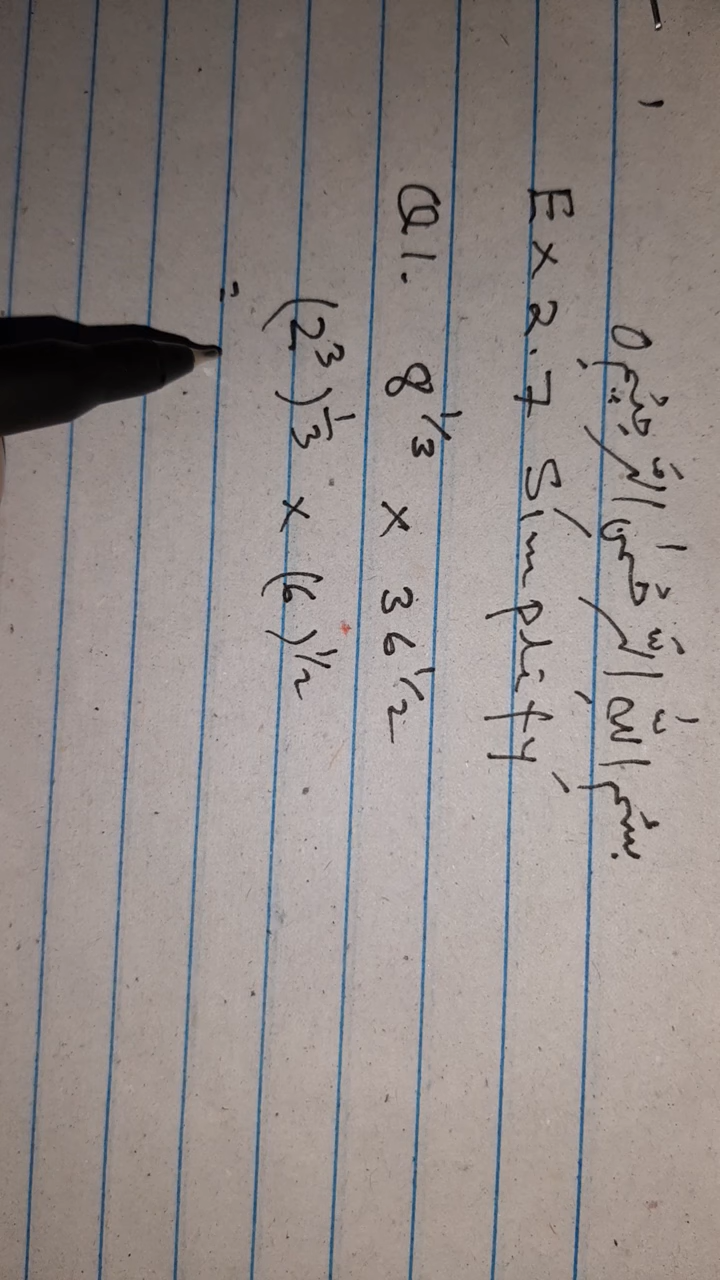 بِسْمِ اللّٰهِ الرَّحْمٰنِ الرَّحِيْمِ ه
Ex 2.7 Simplify
Q1. 8^1/3 x 36^1/2
(2^3)^1/3 x (6)^1/2
=